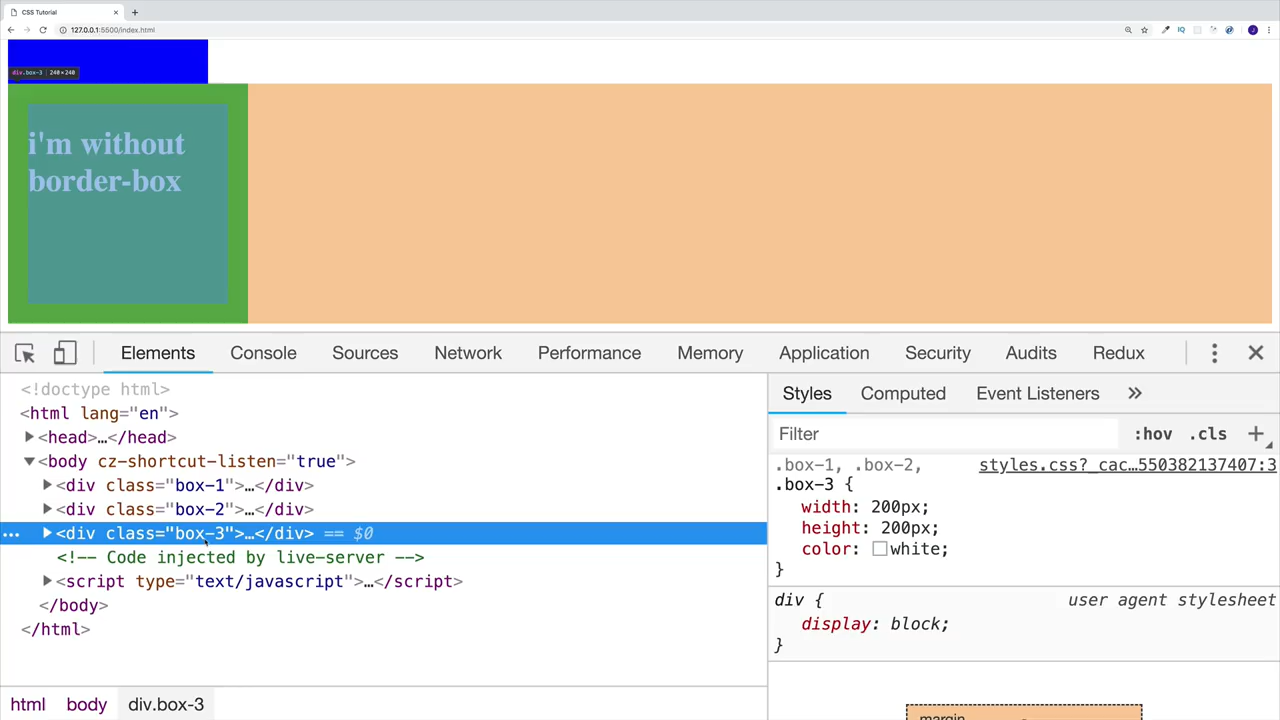 CSS Tutorial
127.0.0.1:5500/index.html
div.box-3 240×240
i'm without
border-box
Elements Console Sources Network Performance Memory Application Security Audits Redux
<!doctype html>
<html lang="en">
<head>…</head>
<body cz-shortcut-listen="true">
<div class="box-1">…</div>
<div class="box-2">…</div>
<div class="box-3">…</div> == $0
<!-- Code injected by live-server -->
<script type="text/javascript">…</script>
</body>
</html>
html body div.box-3
Styles Computed Event Listeners
Filter :hov .cls
.box-1, .box-2, styles.css?_cac…550382137407:3
.box-3 {
width: 200px;
height: 200px;
color: white;
}
div { user agent stylesheet
display: block;
}
margin